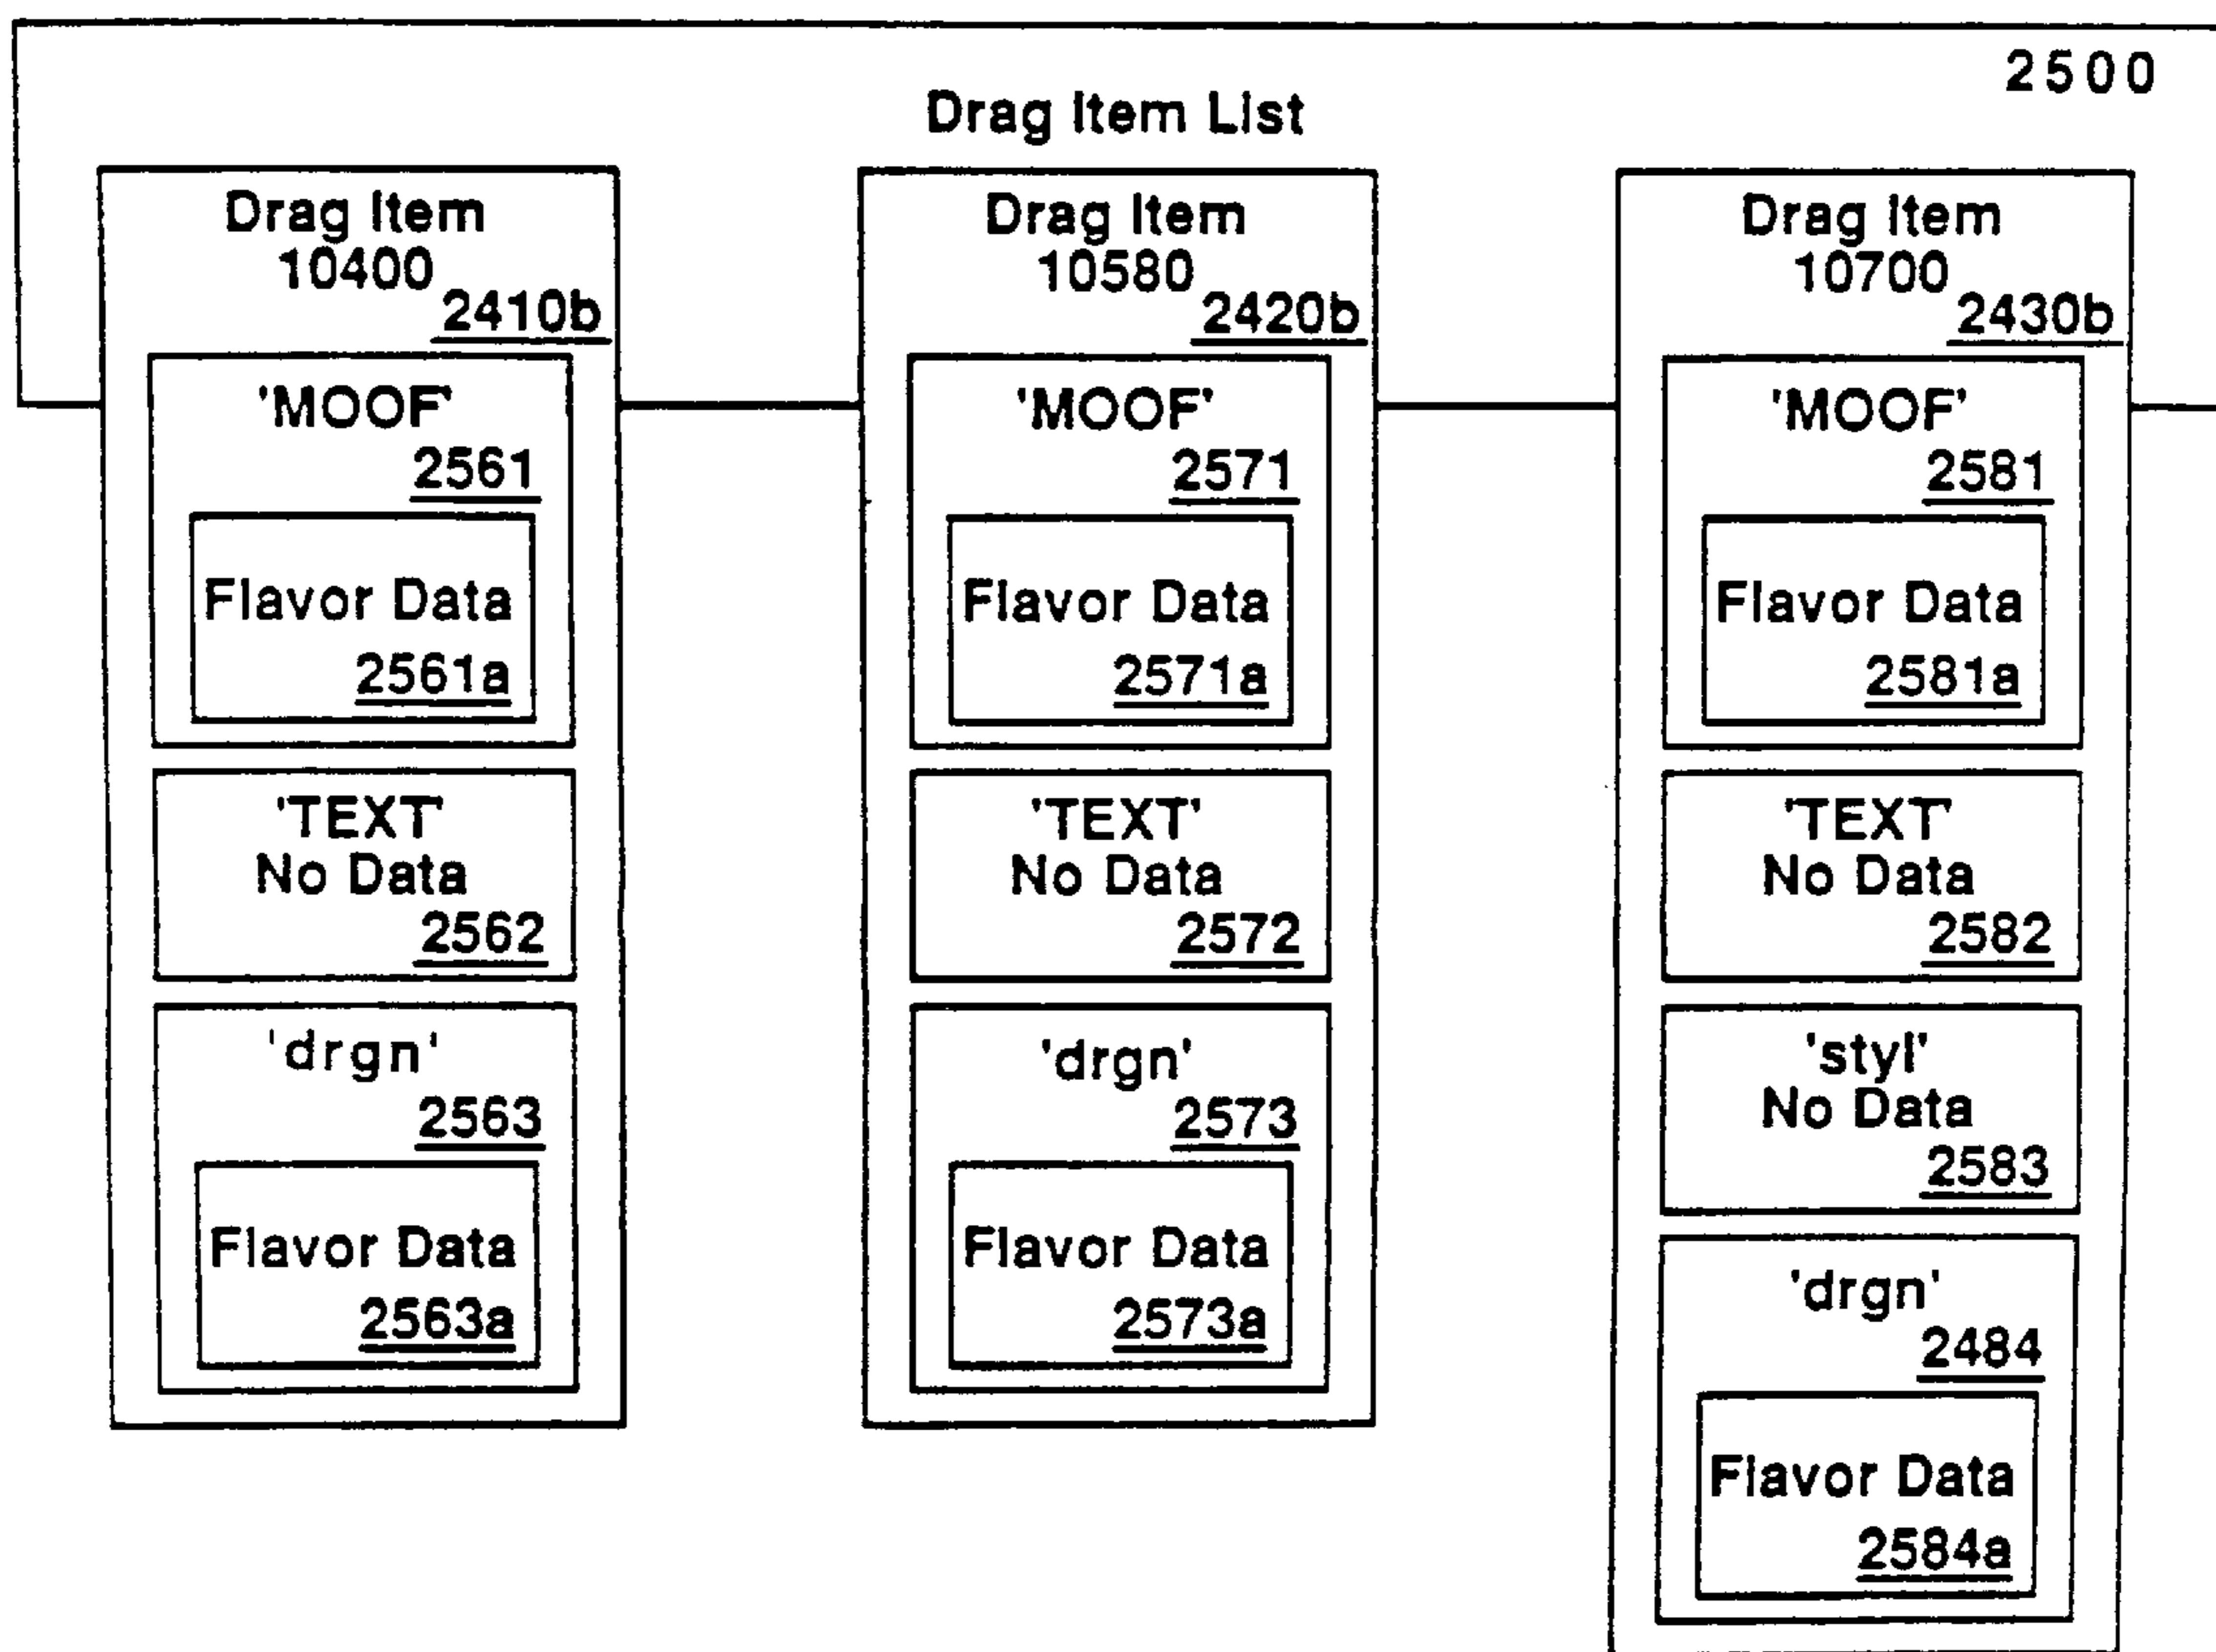 2500
Drag Item List
Drag Item
10400
2410b
'MOOF'
2561
Flavor Data
2561a
'TEXT'
No Data
2562
'drgn'
2563
Flavor Data
2563a
Drag Item
10580
2420b
'MOOF'
2571
Flavor Data
2571a
'TEXT'
No Data
2572
'drgn'
2573
Flavor Data
2573a
Drag Item
10700
2430b
'MOOF'
2581
Flavor Data
2581a
'TEXT'
No Data
2582
'styl'
No Data
2583
'drgn'
2484
Flavor Data
2584a